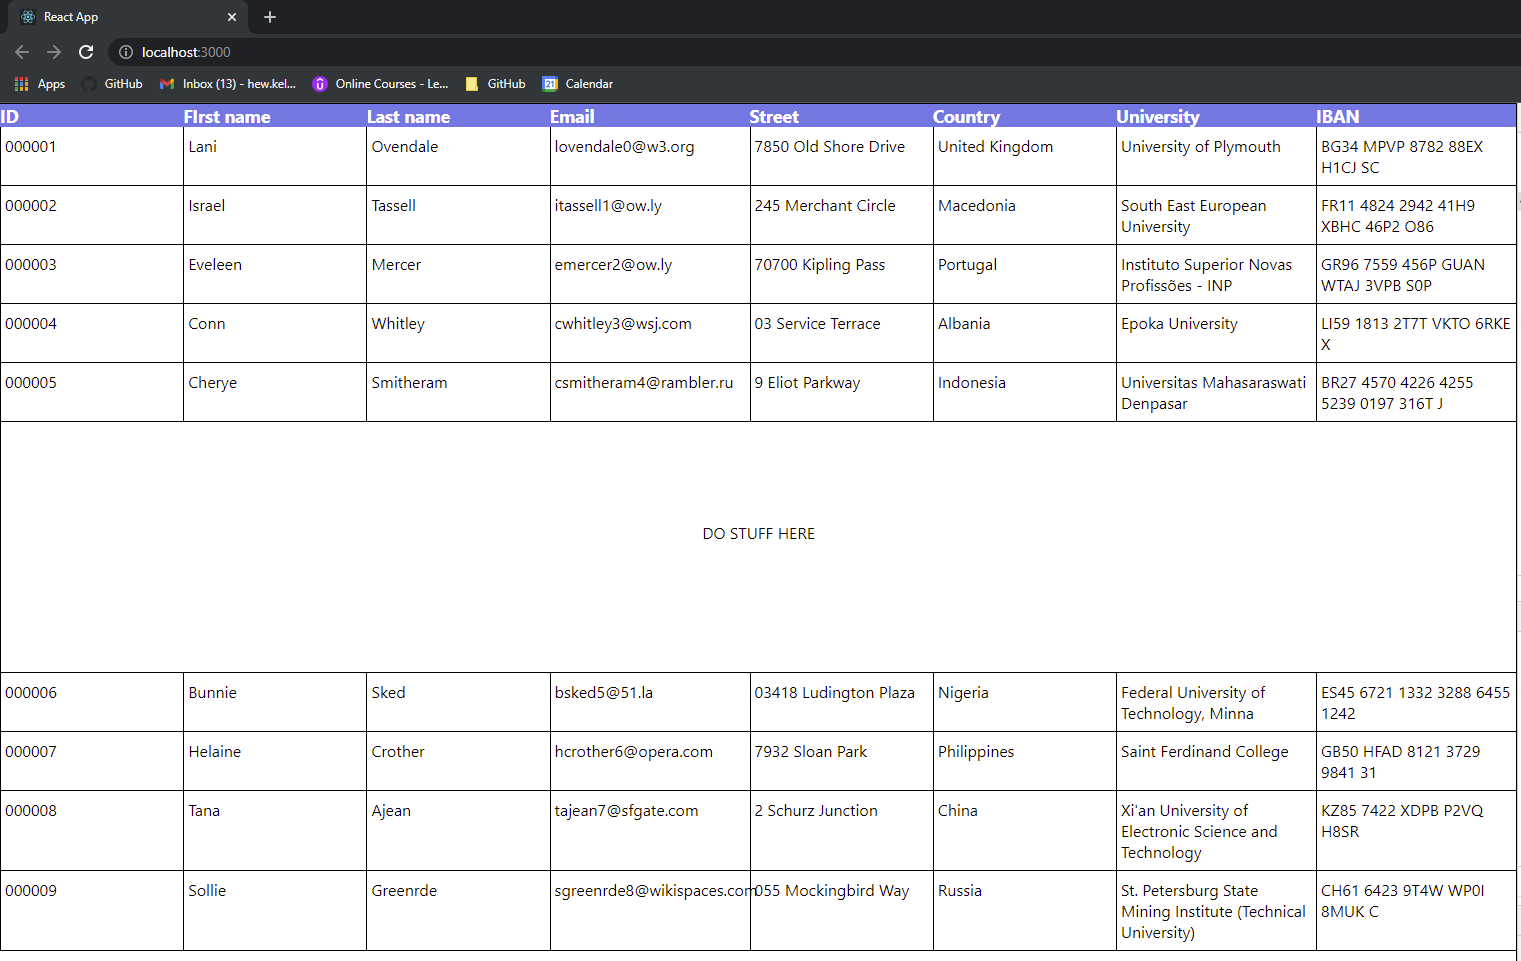 React App
localhost:3000
Apps GitHub Inbox (13) - hew.kel... Online Courses - Le... GitHub 21 Calendar
ID FIrst name Last name Email Street Country University IBAN
000001 Lani Ovendale lovendale0@w3.org 7850 Old Shore Drive United Kingdom University of Plymouth BG34 MPVP 8782 88EX
H1CJ SC
000002 Israel Tassell itassell1@ow.ly 245 Merchant Circle Macedonia South East European FR11 4824 2942 41H9
University XBHC 46P2 O86
000003 Eveleen Mercer emercer2@ow.ly 70700 Kipling Pass Portugal Instituto Superior Novas GR96 7559 456P GUAN
Profissões - INP WTAJ 3VPB S0P
000004 Conn Whitley cwhitley3@wsj.com 03 Service Terrace Albania Epoka University LI59 1813 2T7T VKTO 6RKE
X
000005 Cherye Smitheram csmitheram4@rambler.ru 9 Eliot Parkway Indonesia Universitas Mahasaraswati BR27 4570 4226 4255
Denpasar 5239 0197 316T J
DO STUFF HERE
000006 Bunnie Sked bsked5@51.la 03418 Ludington Plaza Nigeria Federal University of ES45 6721 1332 3288 6455
Technology, Minna 1242
000007 Helaine Crother hcrother6@opera.com 7932 Sloan Park Philippines Saint Ferdinand College GB50 HFAD 8121 3729
9841 31
000008 Tana Ajean tajean7@sfgate.com 2 Schurz Junction China Xi'an University of KZ85 7422 XDPB P2VQ
Electronic Science and H8SR
Technology
000009 Sollie Greenrde sgreenrde8@wikispaces.com 055 Mockingbird Way Russia St. Petersburg State CH61 6423 9T4W WP0I
Mining Institute (Technical 8MUK C
University)